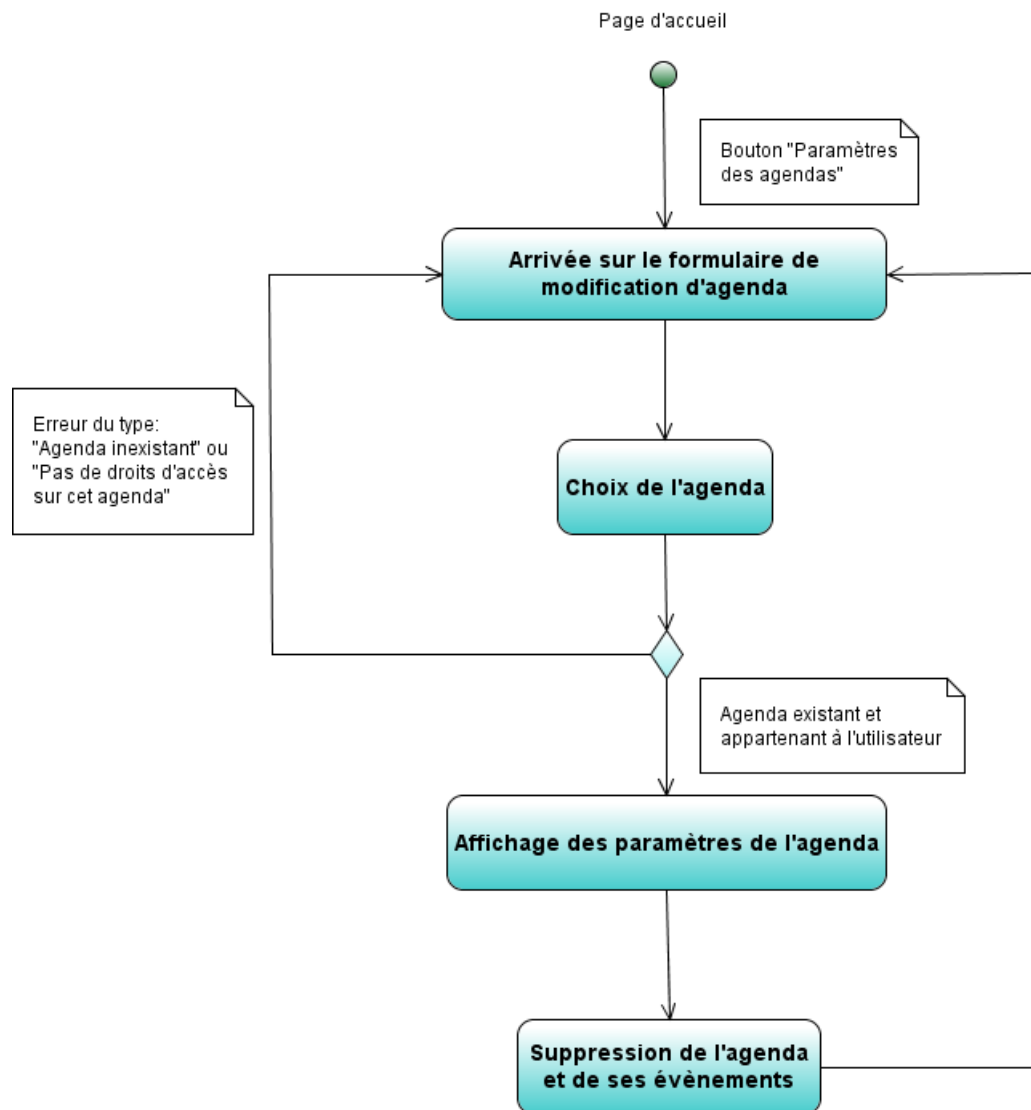 Page d'accueil
Bouton "Paramètres
des agendas"
Arrivée sur le formulaire de
modification d'agenda
Erreur du type:
"Agenda inexistant" ou
"Pas de droits d'accès
sur cet agenda"
Choix de l'agenda
Agenda existant et
appartenant à l'utilisateur
Affichage des paramètres de l'agenda
Suppression de l'agenda
et de ses évènements